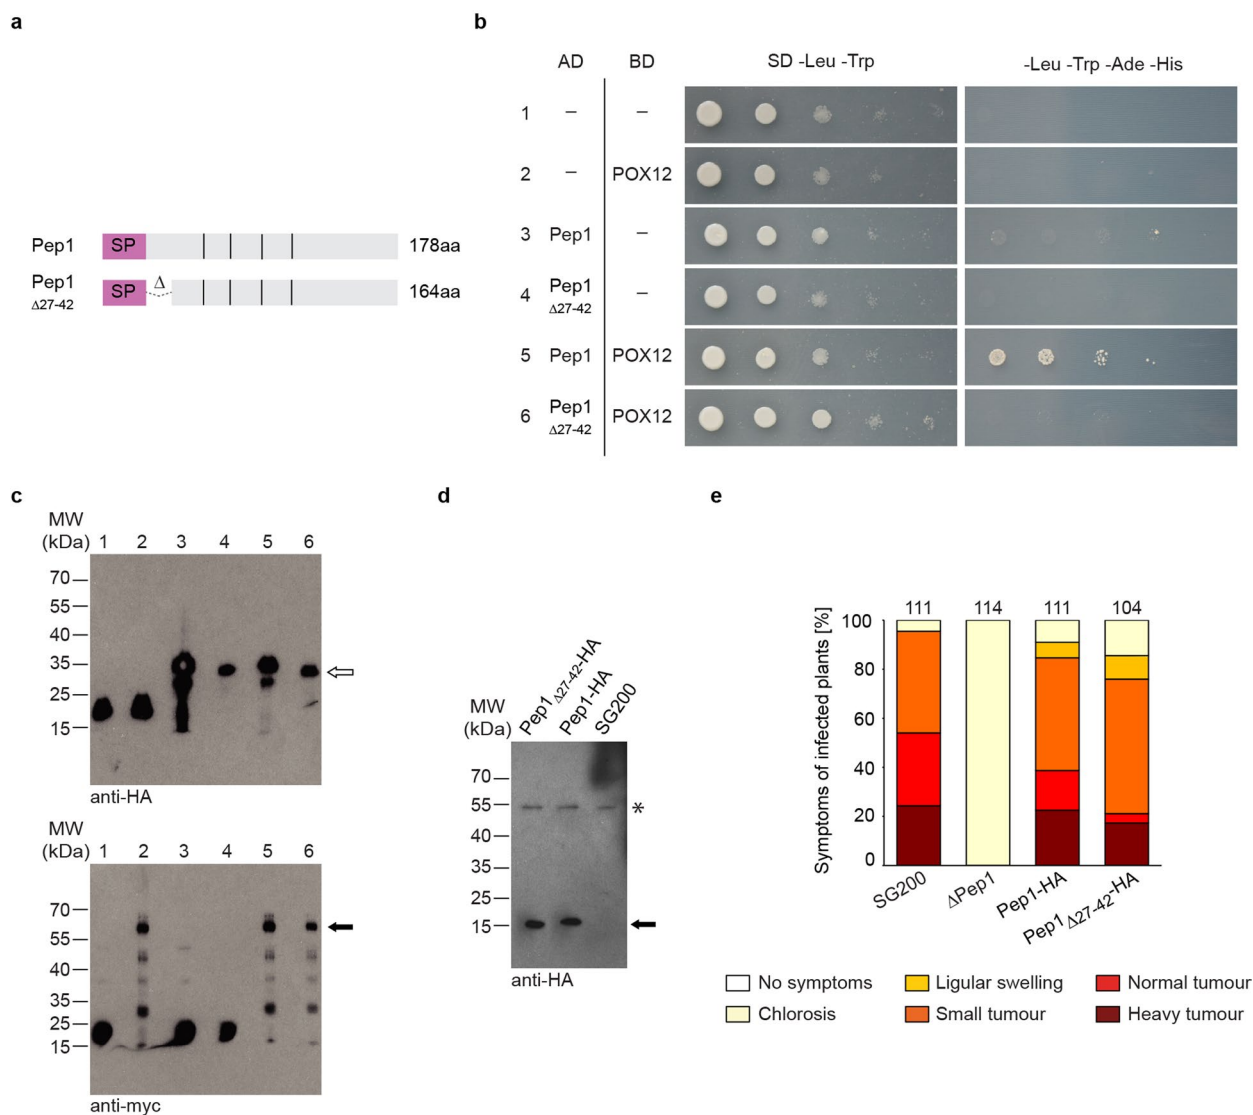 a
Pep1 SP 178aa
Pep1 Δ27-42 SP Δ 164aa
b
AD BD SD -Leu -Trp -Leu -Trp -Ade -His
1 – –
2 – POX12
3 Pep1 –
4 Pep1 Δ27-42 –
5 Pep1 POX12
6 Pep1 Δ27-42 POX12
c
MW (kDa) 1 2 3 4 5 6
70
55
40
35
25
15
anti-HA
MW (kDa) 1 2 3 4 5 6
70
55
40
35
25
15
anti-myc
d
MW (kDa) Pep1 Δ27-42-HA Pep1-HA SG200
70
55 *
40
35
25
15
anti-HA
e
Symptoms of infected plants [%]
111 114 111 104
100
80
60
40
20
0
SG200 ΔPep1 Pep1-HA Pep1 Δ27-42-HA
No symptoms Ligular swelling Normal tumour
Chlorosis Small tumour Heavy tumour